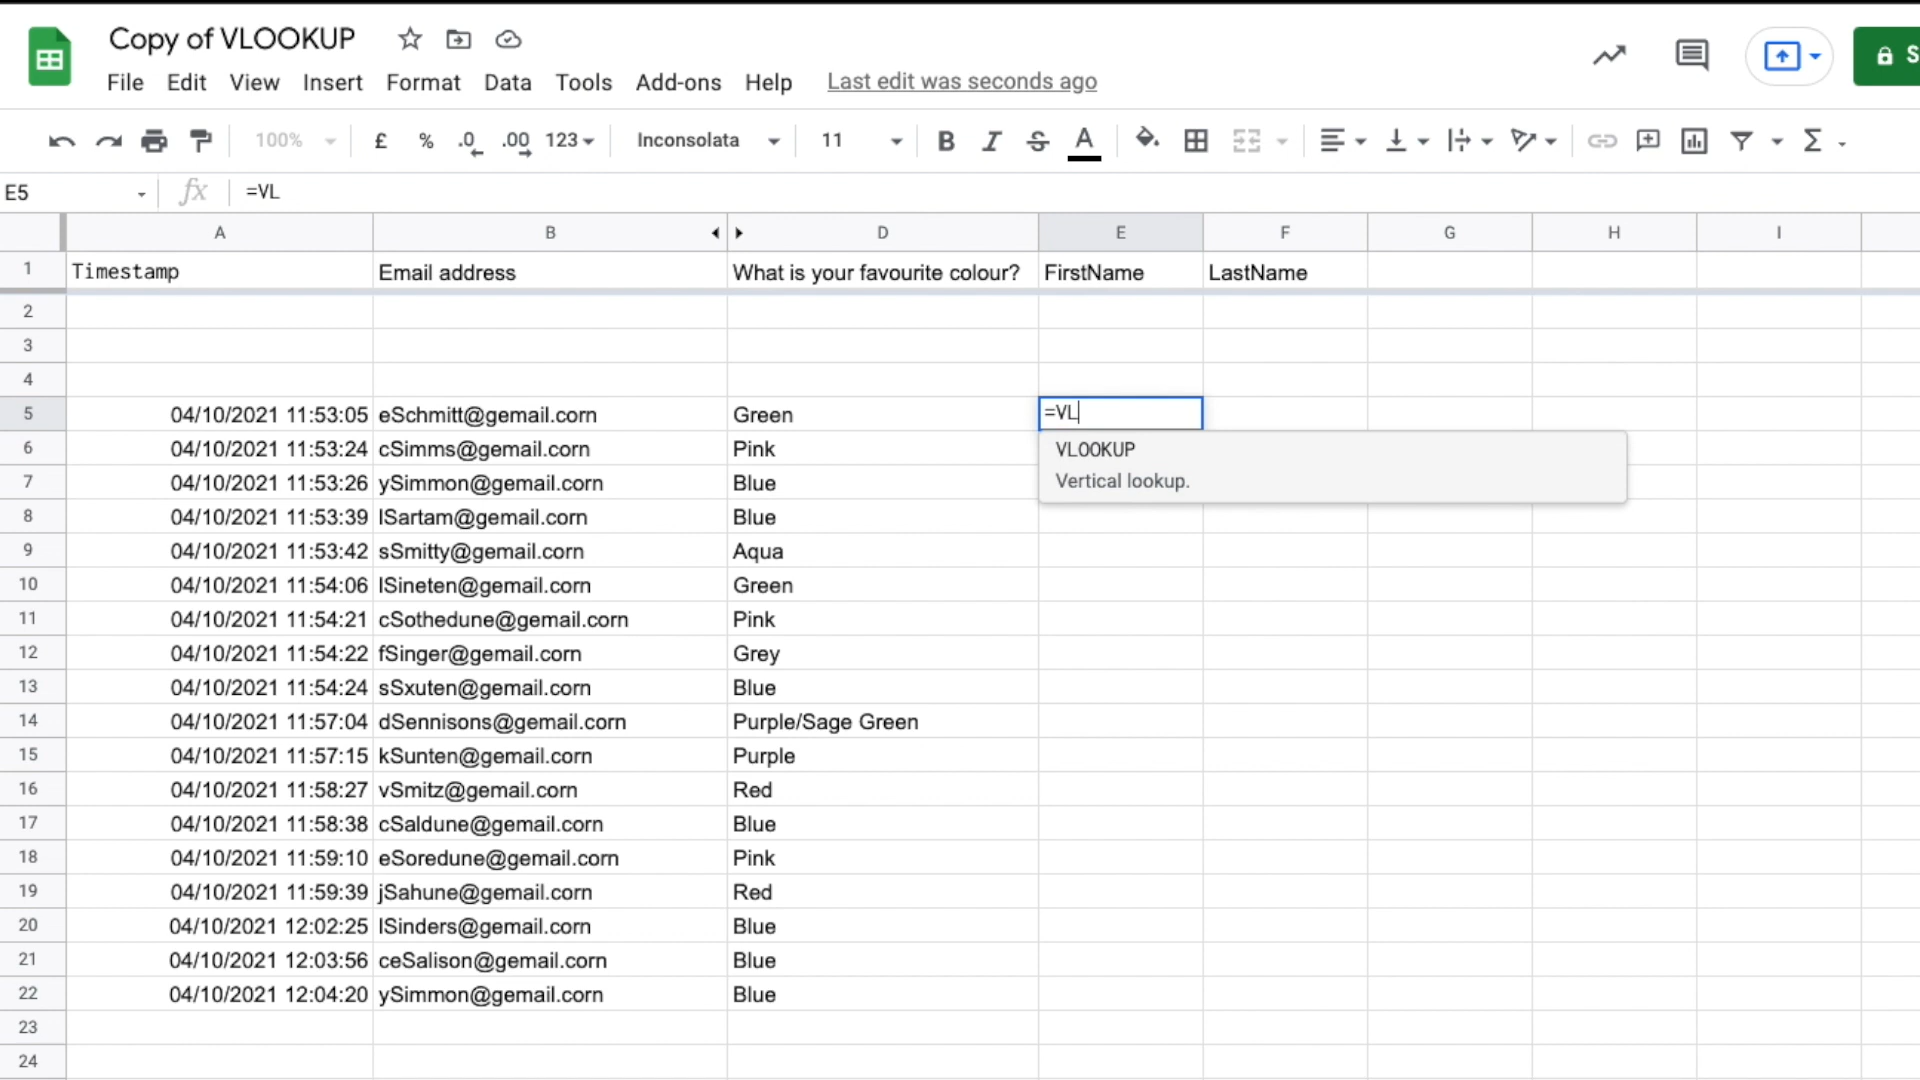 Copy of VLOOKUP
File Edit View Insert Format Data Tools Add-ons Help Last edit was seconds ago
S
100% £ % .0 .00 123 Inconsolata 11 B I S A Σ
E5 fx =VL
A B D E F G H I
1 Timestamp Email address What is your favourite colour? FirstName LastName
2
3
4
5 04/10/2021 11:53:05 eSchmitt@gemail.corn Green =VL
VLOOKUP
Vertical lookup.
6 04/10/2021 11:53:24 cSimms@gemail.corn Pink
7 04/10/2021 11:53:26 ySimmon@gemail.corn Blue
8 04/10/2021 11:53:39 lSartam@gemail.corn Blue
9 04/10/2021 11:53:42 sSmitty@gemail.corn Aqua
10 04/10/2021 11:54:06 lSineten@gemail.corn Green
11 04/10/2021 11:54:21 cSothedune@gemail.corn Pink
12 04/10/2021 11:54:22 fSinger@gemail.corn Grey
13 04/10/2021 11:54:24 sSxuten@gemail.corn Blue
14 04/10/2021 11:57:04 dSennisons@gemail.corn Purple/Sage Green
15 04/10/2021 11:57:15 kSunten@gemail.corn Purple
16 04/10/2021 11:58:27 vSmitz@gemail.corn Red
17 04/10/2021 11:58:38 cSaldune@gemail.corn Blue
18 04/10/2021 11:59:10 eSoredune@gemail.corn Pink
19 04/10/2021 11:59:39 jSahune@gemail.corn Red
20 04/10/2021 12:02:25 lSinders@gemail.corn Blue
21 04/10/2021 12:03:56 ceSalison@gemail.corn Blue
22 04/10/2021 12:04:20 ySimmon@gemail.corn Blue
23
24